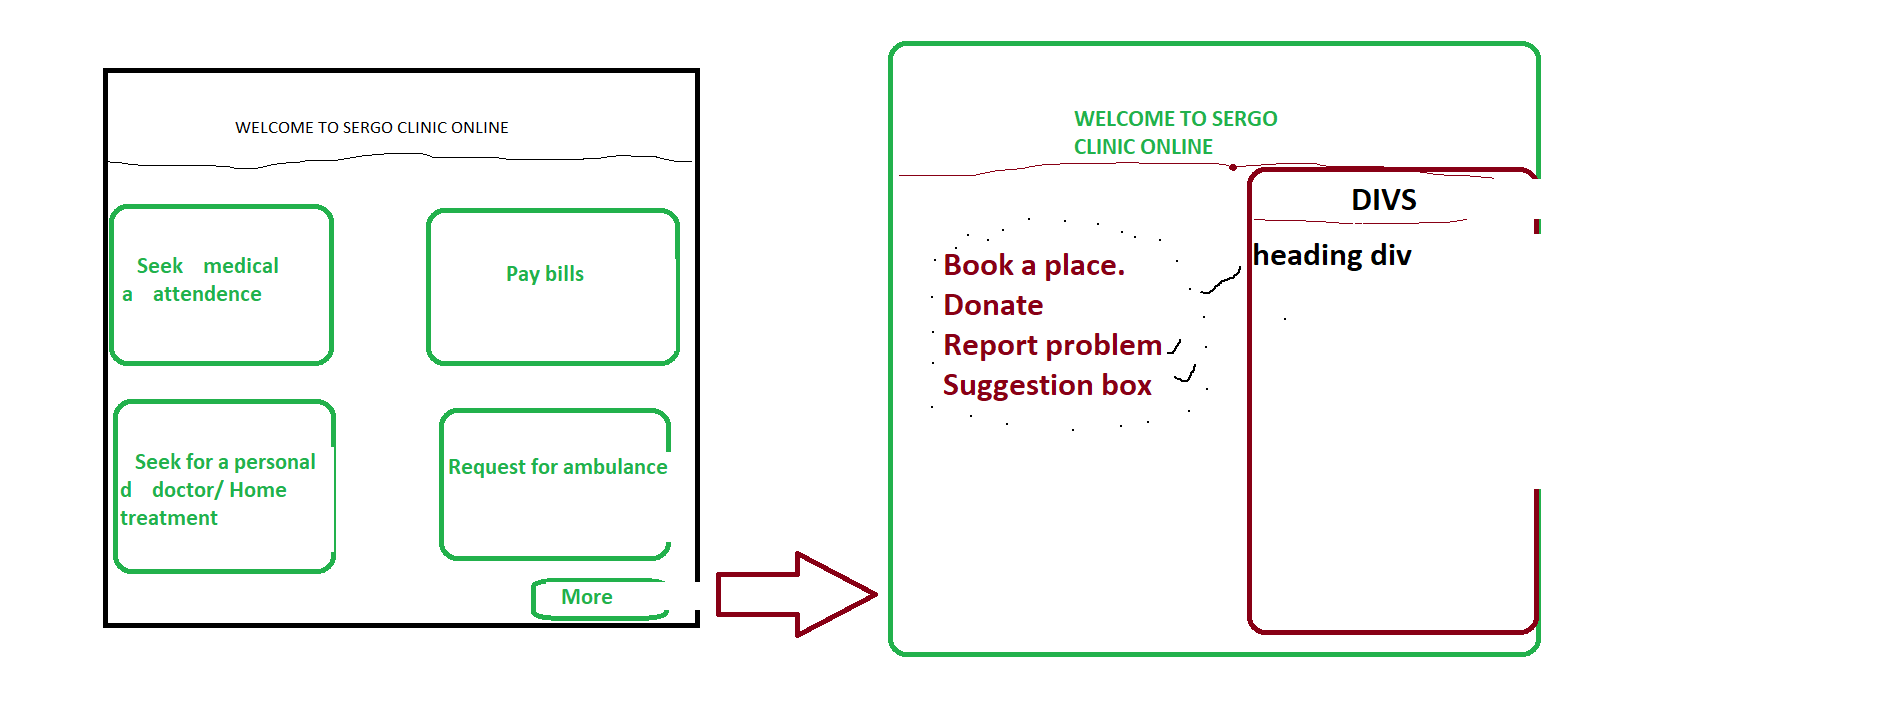 WELCOME TO SERGO CLINIC ONLINE
Seek medical
a attendence
Pay bills
Seek for a personal
d doctor/ Home
treatment
Request for ambulance
More
WELCOME TO SERGO
CLINIC ONLINE
Book a place.
Donate
Report problem
Suggestion box
DIVS
heading div